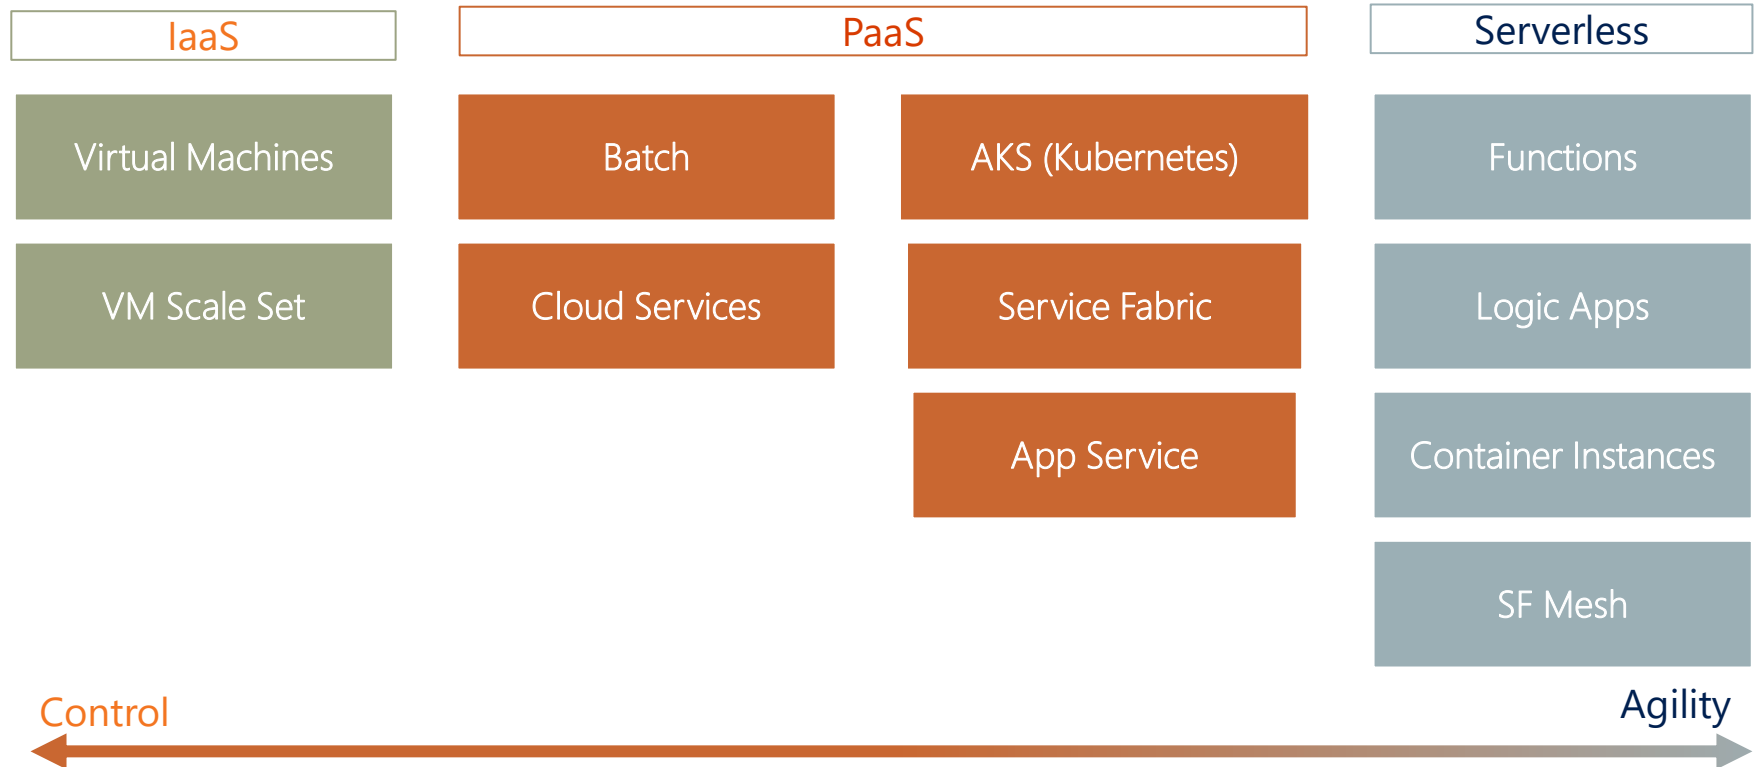 IaaS
PaaS
Serverless
Virtual Machines
Batch
AKS (Kubernetes)
Functions
VM Scale Set
Cloud Services
Service Fabric
Logic Apps
App Service
Container Instances
SF Mesh
Control
Agility